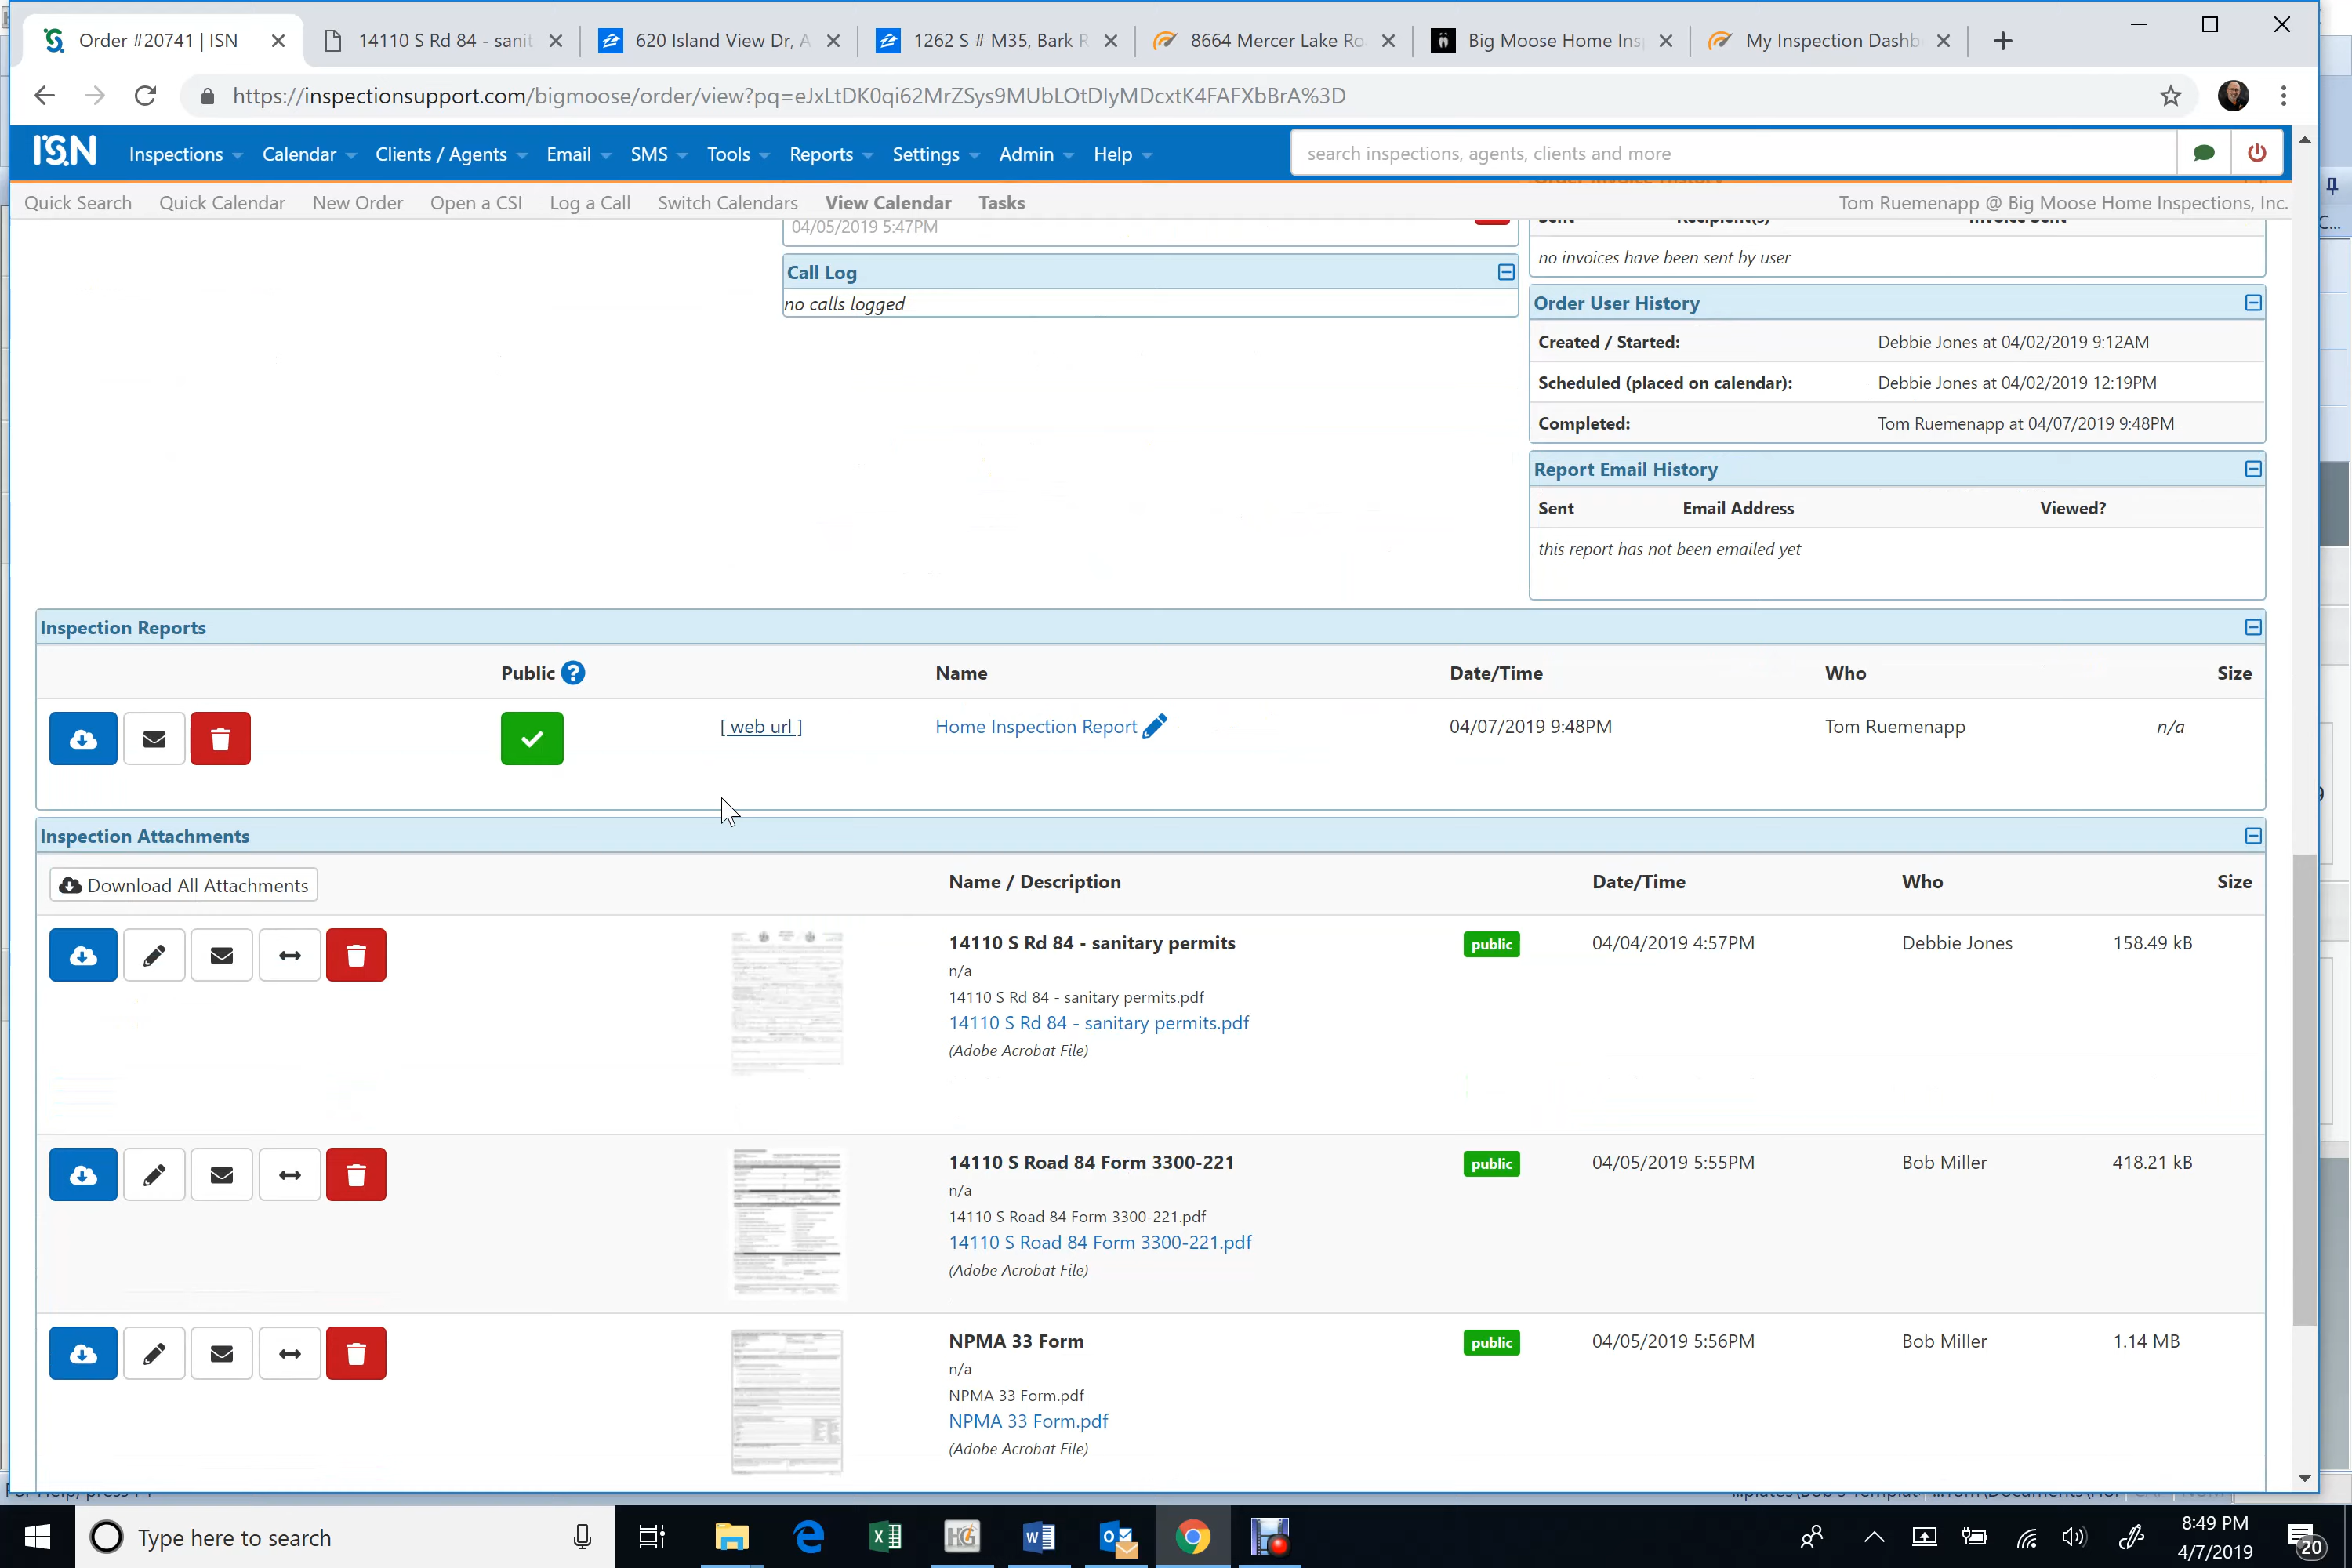 Order #20741 | ISN
14110 S Rd 84 - sanit
620 Island View Dr, A
1262 S # M35, Bark R
8664 Mercer Lake Ro
Big Moose Home Ins
My Inspection Dashb
https://inspectionsupport.com/bigmoose/order/view?pq=eJxLtDK0qi62MrZSys9MUbLOtDIyMDcxtK4FAFXbBrA%3D
ISN
Inspections
Calendar
Clients / Agents
Email
SMS
Tools
Reports
Settings
Admin
Help
search inspections, agents, clients and more
Quick Search
Quick Calendar
New Order
Open a CSI
Log a Call
Switch Calendars
View Calendar
Tasks
Tom Ruemenapp @ Big Moose Home Inspections, Inc.
04/05/2019 5:47PM
Sent Recipient(s) Invoice Sent
no invoices have been sent by user
Call Log
no calls logged
Order User History
Created / Started: Debbie Jones at 04/02/2019 9:12AM
Scheduled (placed on calendar): Debbie Jones at 04/02/2019 12:19PM
Completed: Tom Ruemenapp at 04/07/2019 9:48PM
Report Email History
Sent Email Address Viewed?
this report has not been emailed yet
Inspection Reports
Public ? Name Date/Time Who Size
[ web url ] Home Inspection Report 04/07/2019 9:48PM Tom Ruemenapp n/a
Inspection Attachments
Download All Attachments Name / Description Date/Time Who Size
14110 S Rd 84 - sanitary permits public 04/04/2019 4:57PM Debbie Jones 158.49 kB
n/a
14110 S Rd 84 - sanitary permits.pdf
14110 S Rd 84 - sanitary permits.pdf
(Adobe Acrobat File)
14110 S Road 84 Form 3300-221 public 04/05/2019 5:55PM Bob Miller 418.21 kB
n/a
14110 S Road 84 Form 3300-221.pdf
14110 S Road 84 Form 3300-221.pdf
(Adobe Acrobat File)
NPMA 33 Form public 04/05/2019 5:56PM Bob Miller 1.14 MB
n/a
NPMA 33 Form.pdf
NPMA 33 Form.pdf
(Adobe Acrobat File)
Type here to search
8:49 PM
4/7/2019
20